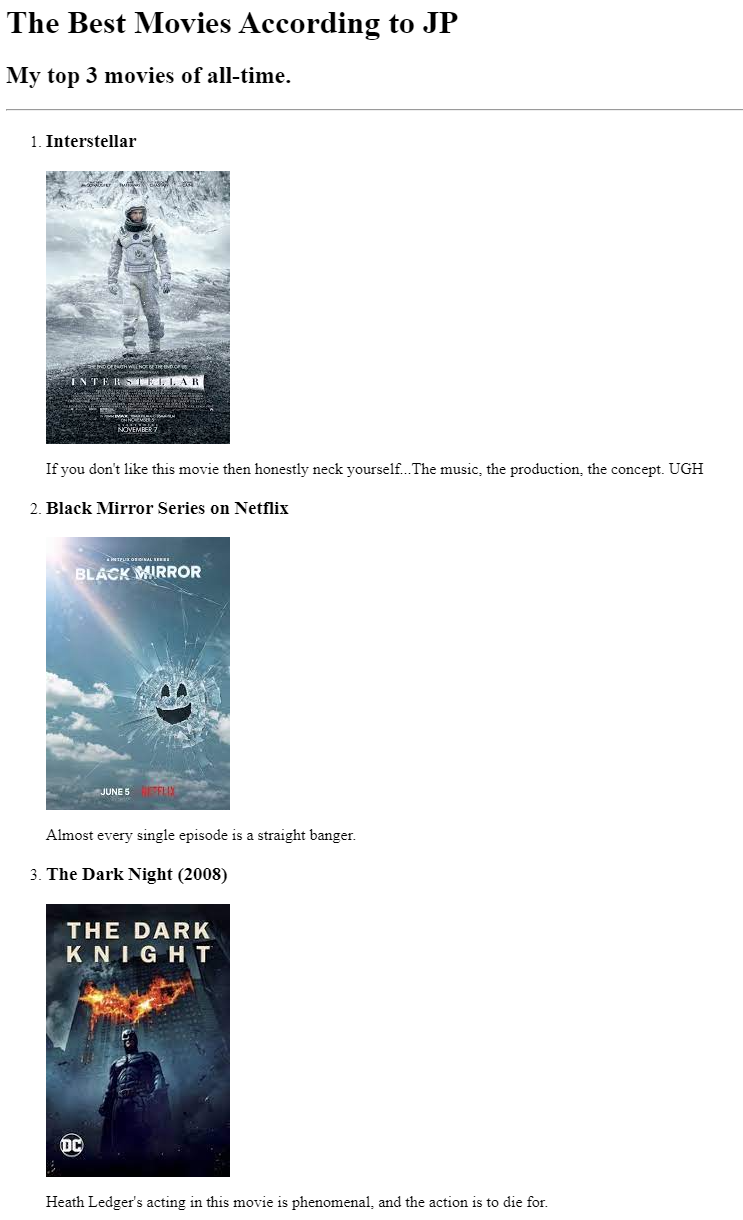 The Best Movies According to JP
My top 3 movies of all-time.
1. Interstellar
THE END OF EARTH WILL NOT BE THE END OF US
INTERSTELLAR
NOVEMBER 7
If you don't like this movie then honestly neck yourself...The music, the production, the concept. UGH
2. Black Mirror Series on Netflix
A NETFLIX ORIGINAL SERIES
BLACK MIRROR
JUNE 5 NETFLIX
Almost every single episode is a straight banger.
3. The Dark Night (2008)
THE DARK
KNIGHT
DC
Heath Ledger's acting in this movie is phenomenal, and the action is to die for.